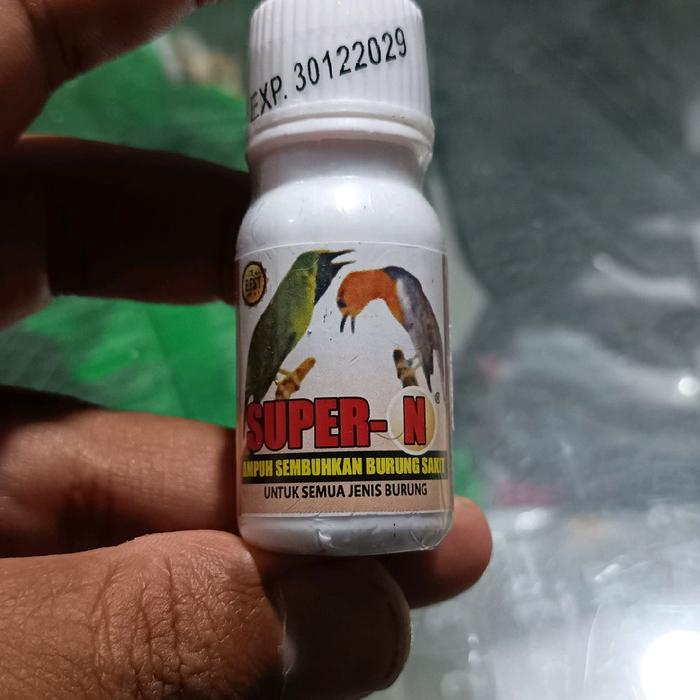 EXP. 30122029
BEST
SUPER- N ®
AMPUH SEMBUHKAN BURUNG SAKIT
UNTUK SEMUA JENIS BURUNG